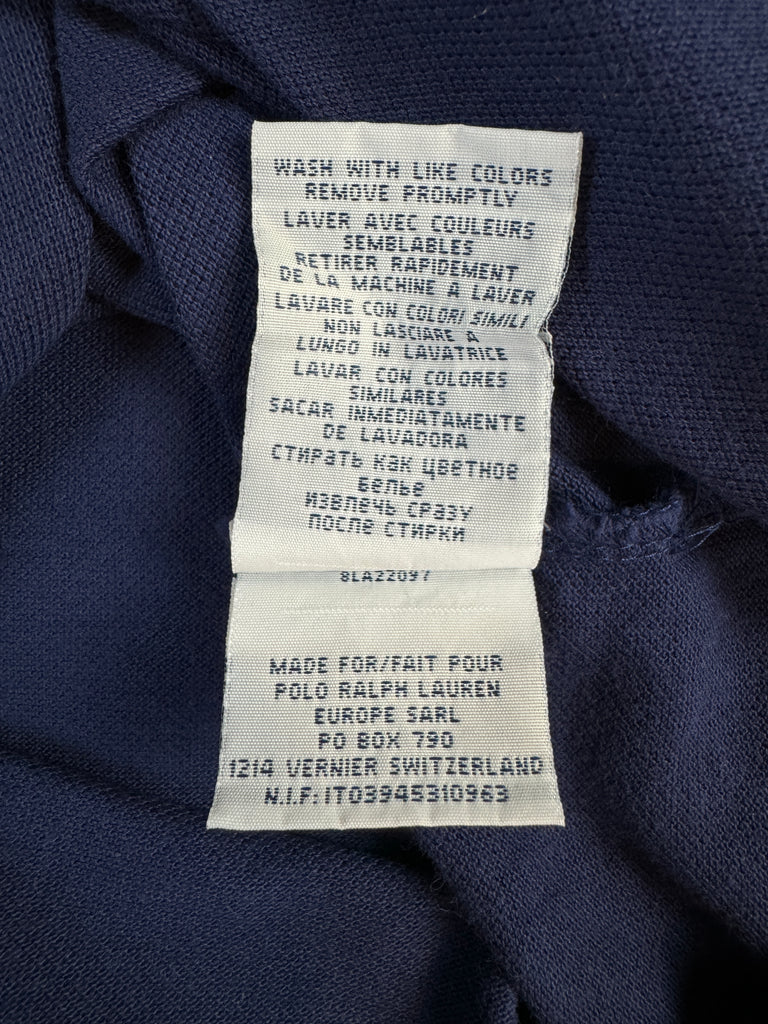 WASH WITH LIKE COLORS
REMOVE PROMPTLY
LAVER AVEC COULEURS
SEMBLABLES
RETIRER RAPIDEMENT
DE LA MACHINE A LAVER
LAVARE CON COLORI SIMILI
NON LASCIARE A
LUNGO IN LAVATRICE
LAVAR CON COLORES
SIMILARES
SACAR INMEDIATAMENTE
DE LAVADORA
СТИРАТЬ КАК ЦВЕТНОЕ
БЕЛЬЕ
ИЗВЛЕЧЬ СРАЗУ
ПОСЛЕ СТИРКИ
8LA22097
MADE FOR/FAIT POUR
POLO RALPH LAUREN
EUROPE SARL
PO BOX 790
1214 VERNIER SWITZERLAND
N.I.F:IT03945310963